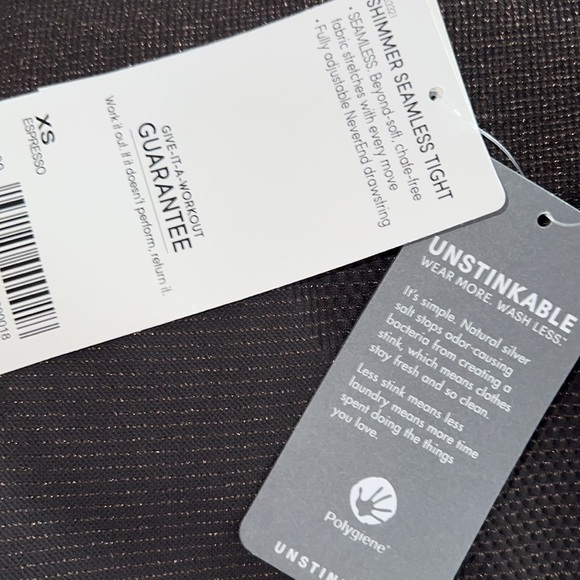 SHIMMER SEAMLESS TIGHT
• SEAMLESS. Beyond-soft, chafe-free
fabric stretches with every move
• Fully adjustable NeverEnd drawstring
GIVE-IT-A-WORKOUT
GUARANTEE
Work it out. If it doesn't perform, return it.
XS
ESPRESSO
UNSTINKABLE
WEAR MORE. WASH LESS.™
It's simple. Natural silver
salt stops odor-causing
bacteria from creating a
stink, which means clothes
stay fresh and so clean.
Less stink means less
laundry means more time
spent doing the things
you love.
Polygiene™